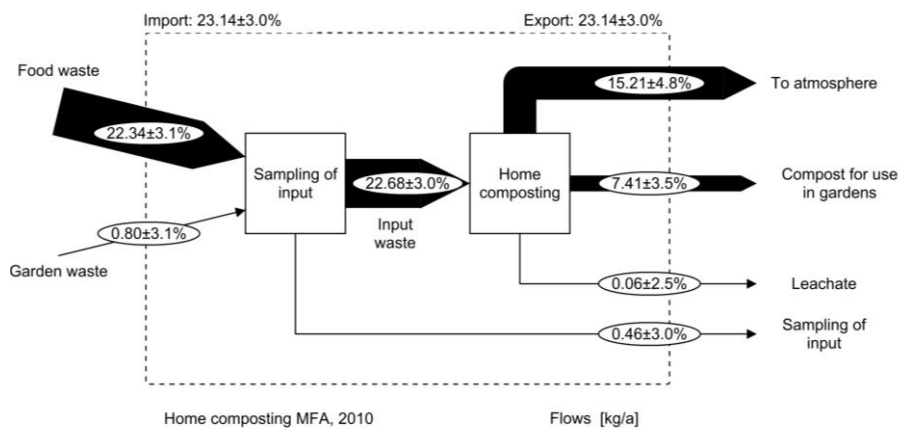 Import: 23.14±3.0%
Export: 23.14±3.0%
Food waste
15.21±4.8%
To atmosphere
22.34±3.1%
Sampling of
input
22.68±3.0%
Home
composting
7.41±3.5%
Compost for use
in gardens
Input
waste
0.80±3.1%
Garden waste
0.06±2.5%
Leachate
0.46±3.0%
Sampling of
input
Home composting MFA, 2010
Flows [kg/a]